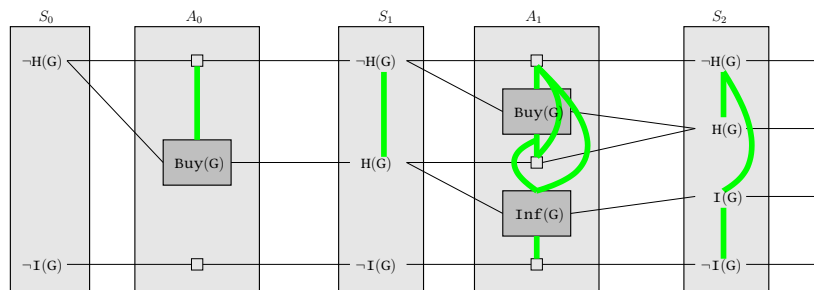 S₀ A₀ S₁ A₁ S₂
¬H(G) ¬H(G) ¬H(G)
Buy(G)
H(G)
Buy(G) H(G)
I(G)
Inf(G)
¬I(G) ¬I(G) ¬I(G)